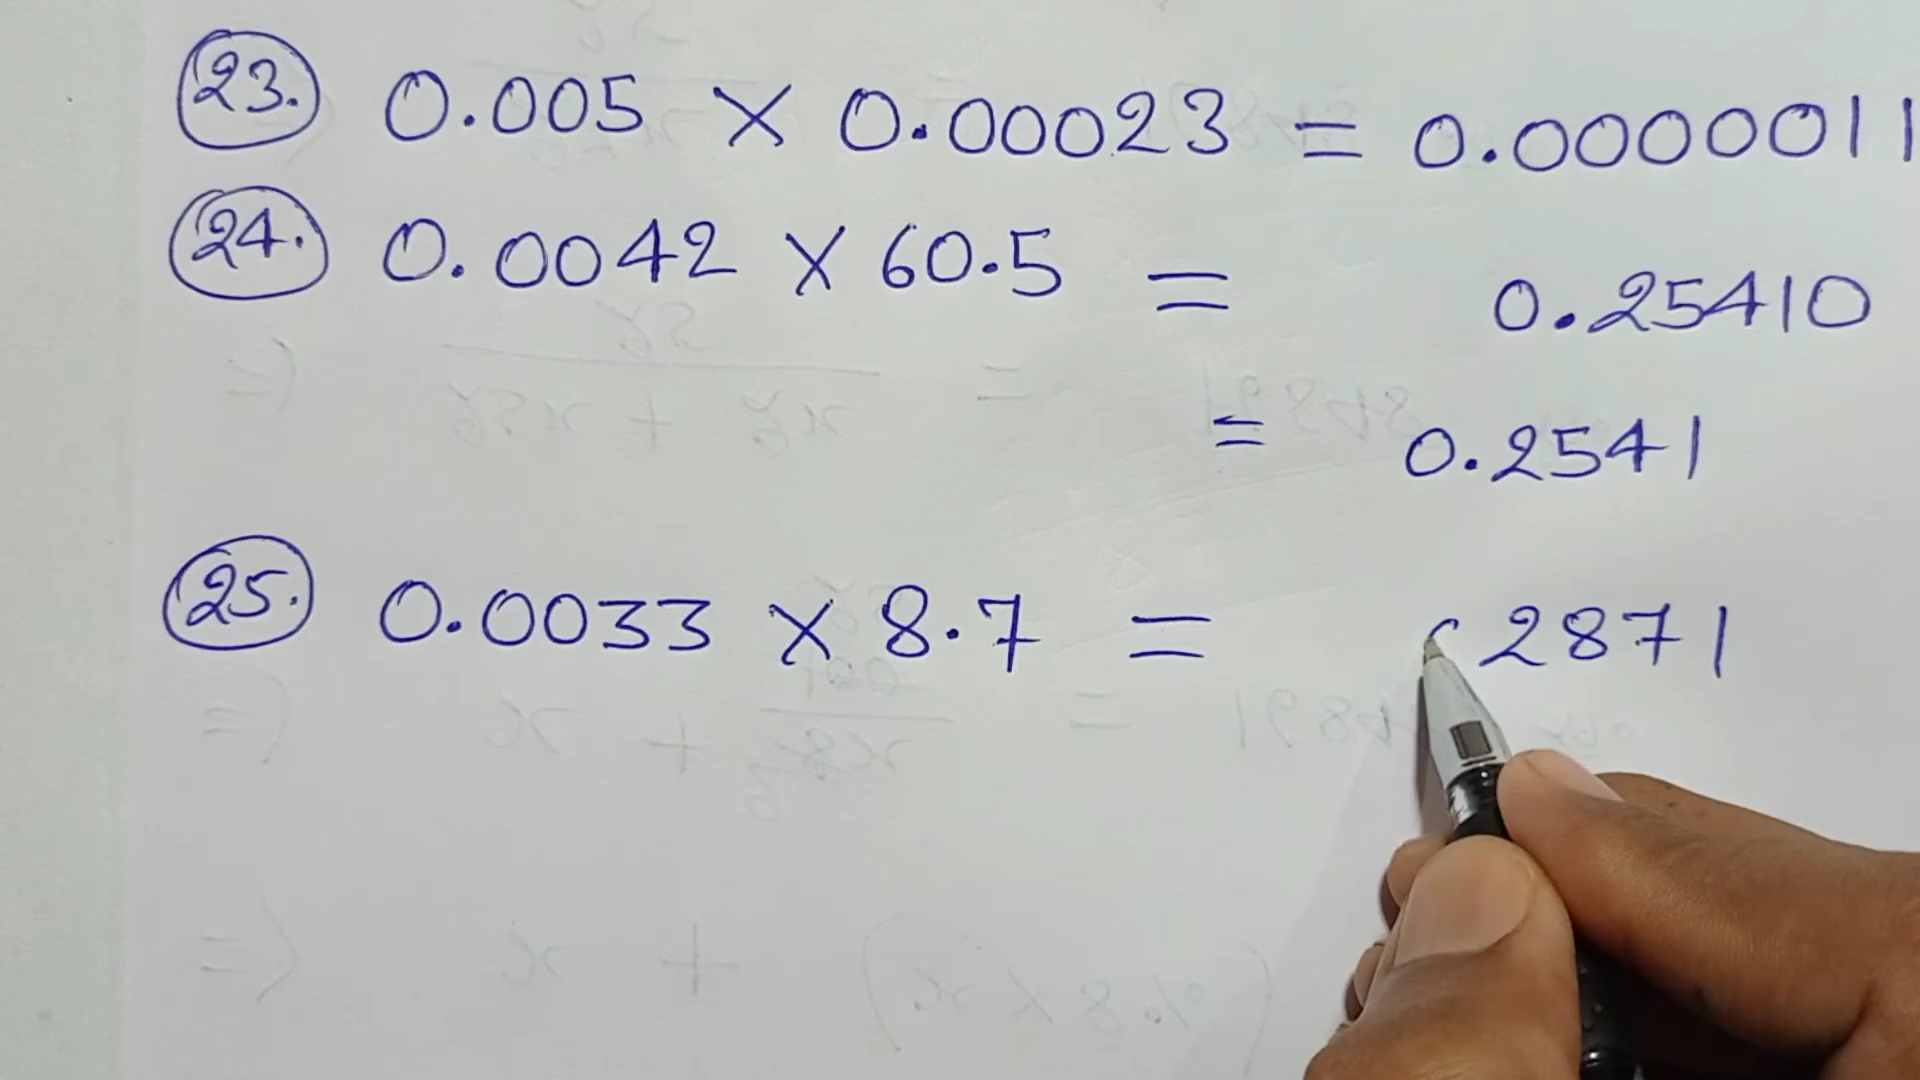 23. 0.005 × 0.00023 = 0.0000011
24. 0.0042 × 60.5 = 0.25410
= 0.2541
25. 0.0033 × 8.7 = 2871